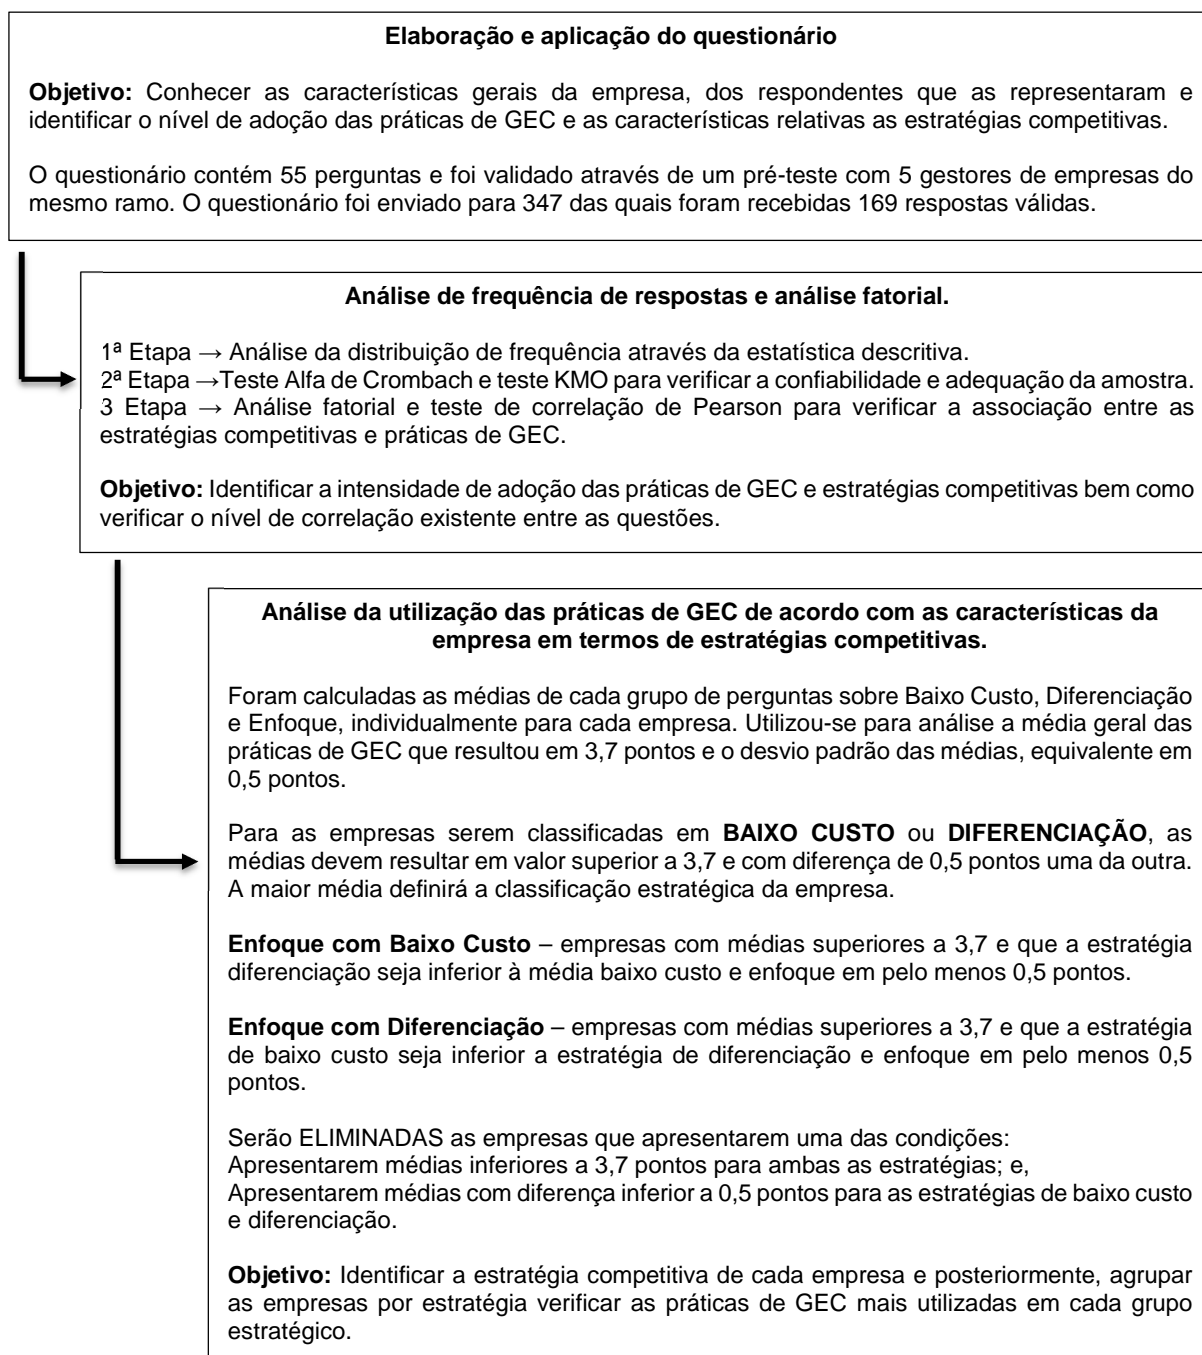 Elaboração e aplicação do questionário
Objetivo: Conhecer as características gerais da empresa, dos respondentes que as representaram e
identificar o nível de adoção das práticas de GEC e as características relativas as estratégias competitivas.
O questionário contém 55 perguntas e foi validado através de um pré-teste com 5 gestores de empresas do
mesmo ramo. O questionário foi enviado para 347 das quais foram recebidas 169 respostas válidas.
Análise de frequência de respostas e análise fatorial.
1ª Etapa → Análise da distribuição de frequência através da estatística descritiva.
2ª Etapa →Teste Alfa de Crombach e teste KMO para verificar a confiabilidade e adequação da amostra.
3 Etapa → Análise fatorial e teste de correlação de Pearson para verificar a associação entre as
estratégias competitivas e práticas de GEC.
Objetivo: Identificar a intensidade de adoção das práticas de GEC e estratégias competitivas bem como
verificar o nível de correlação existente entre as questões.
Análise da utilização das práticas de GEC de acordo com as características da
empresa em termos de estratégias competitivas.
Foram calculadas as médias de cada grupo de perguntas sobre Baixo Custo, Diferenciação
e Enfoque, individualmente para cada empresa. Utilizou-se para análise a média geral das
práticas de GEC que resultou em 3,7 pontos e o desvio padrão das médias, equivalente em
0,5 pontos.
Para as empresas serem classificadas em BAIXO CUSTO ou DIFERENCIAÇÃO, as
médias devem resultar em valor superior a 3,7 e com diferença de 0,5 pontos uma da outra.
A maior média definirá a classificação estratégica da empresa.
Enfoque com Baixo Custo – empresas com médias superiores a 3,7 e que a estratégia
diferenciação seja inferior à média baixo custo e enfoque em pelo menos 0,5 pontos.
Enfoque com Diferenciação – empresas com médias superiores a 3,7 e que a estratégia
de baixo custo seja inferior a estratégia de diferenciação e enfoque em pelo menos 0,5
pontos.
Serão ELIMINADAS as empresas que apresentarem uma das condições:
Apresentarem médias inferiores a 3,7 pontos para ambas as estratégias; e,
Apresentarem médias com diferença inferior a 0,5 pontos para as estratégias de baixo custo
e diferenciação.
Objetivo: Identificar a estratégia competitiva de cada empresa e posteriormente, agrupar
as empresas por estratégia verificar as práticas de GEC mais utilizadas em cada grupo
estratégico.